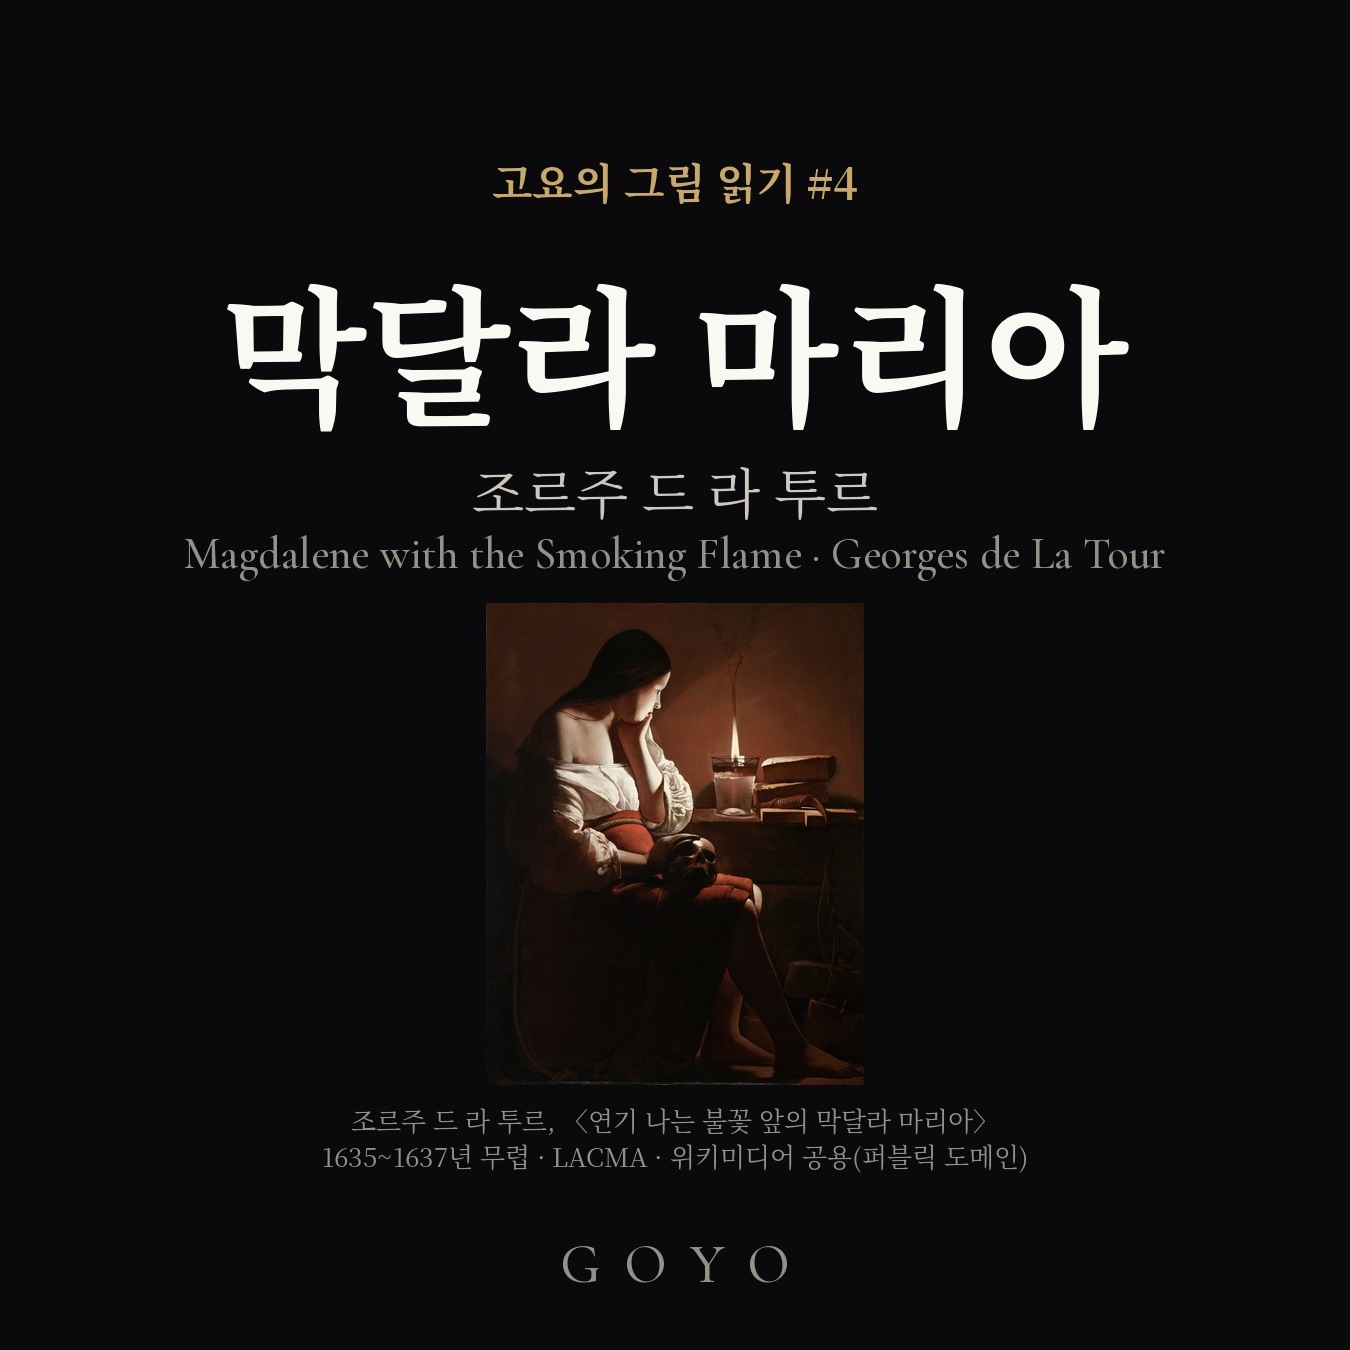 고요의 그림 읽기 #4
막달라 마리아
조르주 드 라 투르
Magdalene with the Smoking Flame · Georges de La Tour
조르주 드 라 투르, 〈연기 나는 불꽃 앞의 막달라 마리아〉
1635~1637년 무렵 · LACMA · 위키미디어 공용(퍼블릭 도메인)
GOYO